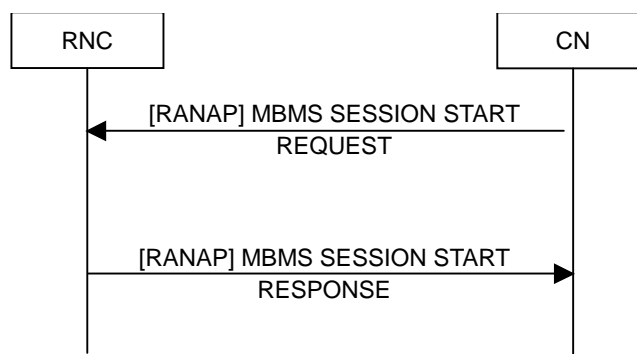 RNC
CN
[RANAP] MBMS SESSION START
REQUEST
[RANAP] MBMS SESSION START
RESPONSE